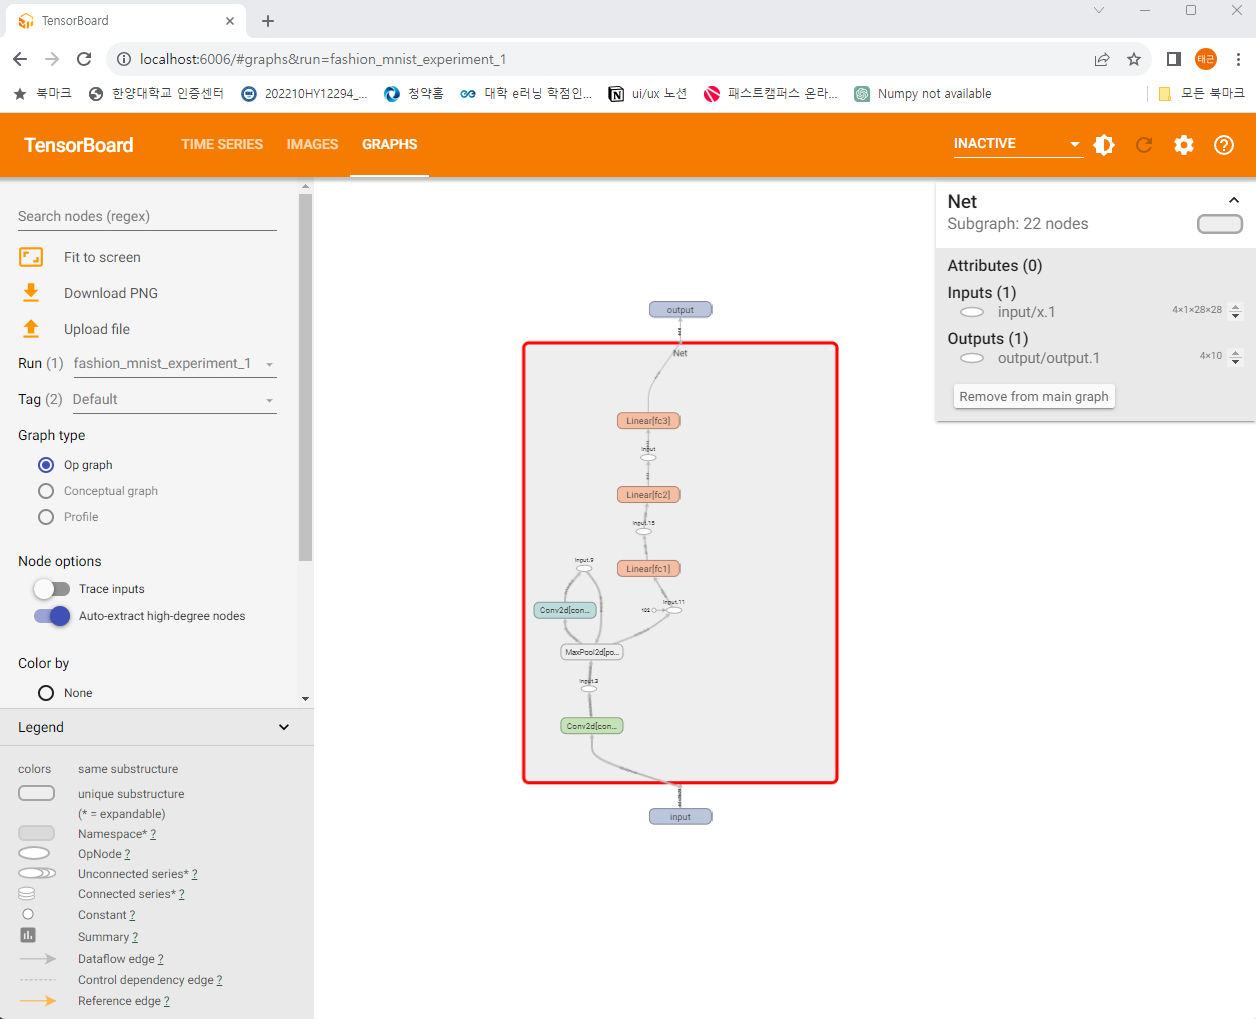 TensorBoard
localhost:6006/#graphs&run=fashion_mnist_experiment_1
태근
북마크
한양대학교 인증센터
202210HY12294_...
청약홈
대학 e러닝 학점인...
ui/ux 노션
패스트캠퍼스 온라...
Numpy not available
모든 북마크
TensorBoard
TIME SERIES
IMAGES
GRAPHS
INACTIVE
Search nodes (regex)
Fit to screen
Download PNG
Upload file
Run (1) fashion_mnist_experiment_1
Tag (2) Default
Graph type
Op graph
Conceptual graph
Profile
Node options
Trace inputs
Auto-extract high-degree nodes
Color by
None
Legend
colors same substructure
unique substructure
(* = expandable)
Namespace* ?
OpNode ?
Unconnected series* ?
Connected series* ?
Constant ?
Summary ?
Dataflow edge ?
Control dependency edge ?
Reference edge ?
output
Net
Linear[fc3]
input
Linear[fc2]
input.15
input.9
Linear[fc1]
Conv2d[con...
input.11
MaxPool2d[po...
input.3
Conv2d[con...
input
Net
Subgraph: 22 nodes
Attributes (0)
Inputs (1)
input/x.1 4×1×28×28
Outputs (1)
output/output.1 4×10
Remove from main graph